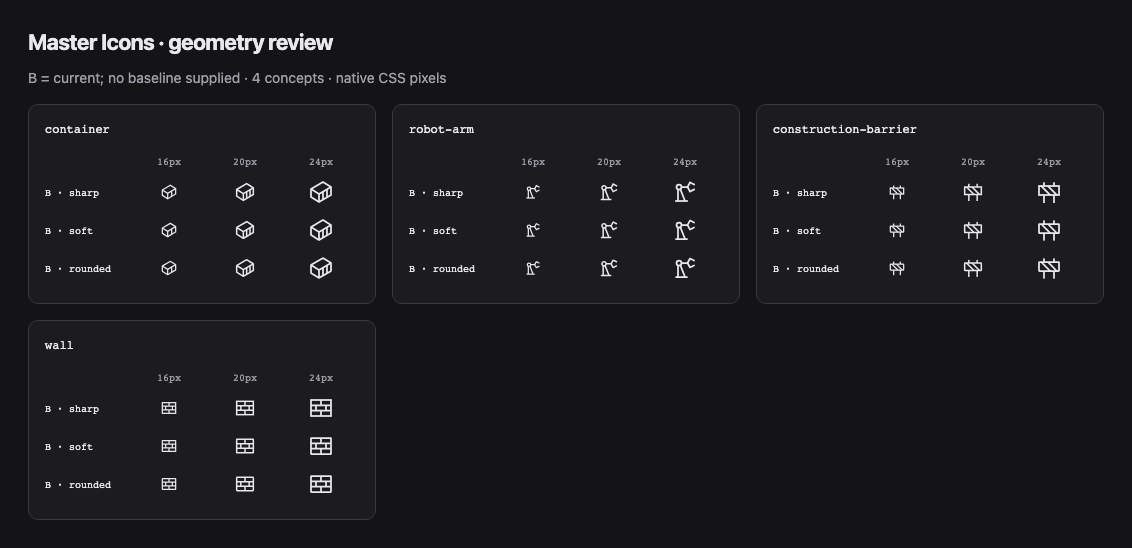 Master Icons · geometry review
B = current; no baseline supplied · 4 concepts · native CSS pixels
container
16px 20px 24px
B · sharp
B · soft
B · rounded
robot-arm
16px 20px 24px
B · sharp
B · soft
B · rounded
construction-barrier
16px 20px 24px
B · sharp
B · soft
B · rounded
wall
16px 20px 24px
B · sharp
B · soft
B · rounded